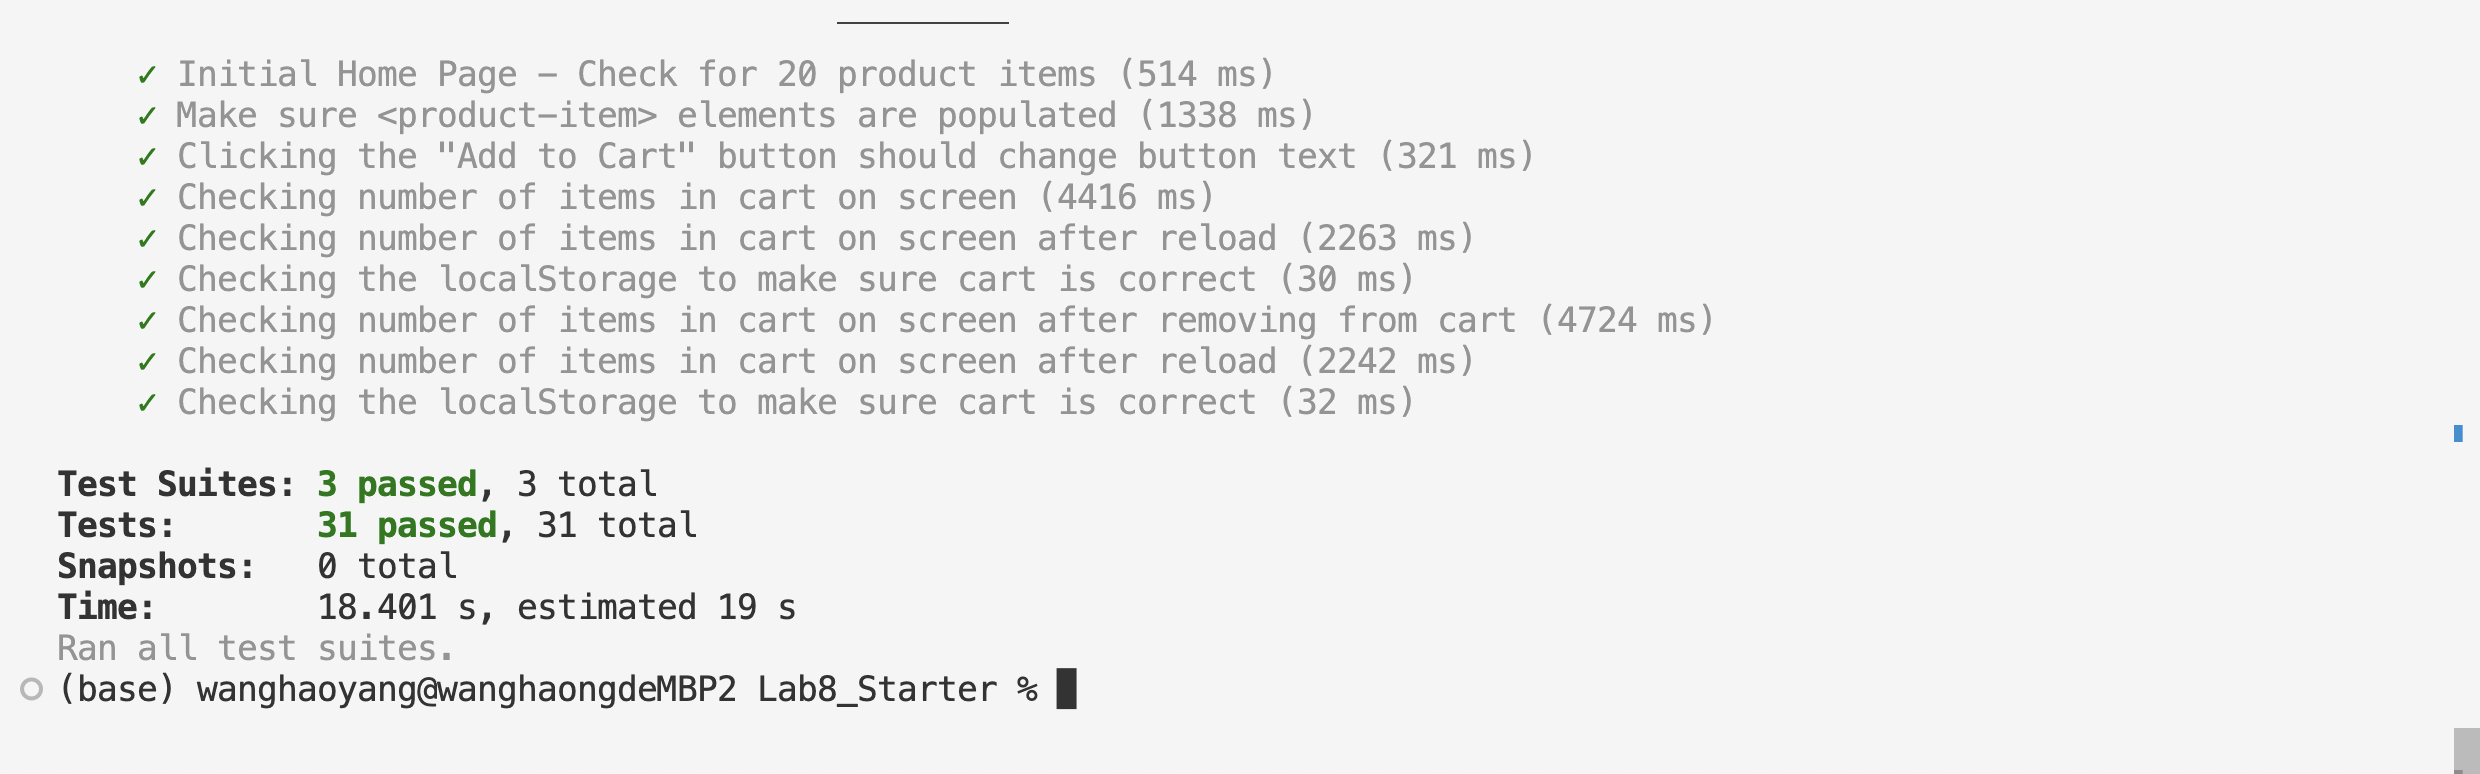 ✓ Initial Home Page – Check for 20 product items (514 ms)
✓ Make sure <product-item> elements are populated (1338 ms)
✓ Clicking the "Add to Cart" button should change button text (321 ms)
✓ Checking number of items in cart on screen (4416 ms)
✓ Checking number of items in cart on screen after reload (2263 ms)
✓ Checking the localStorage to make sure cart is correct (30 ms)
✓ Checking number of items in cart on screen after removing from cart (4724 ms)
✓ Checking number of items in cart on screen after reload (2242 ms)
✓ Checking the localStorage to make sure cart is correct (32 ms)
Test Suites: 3 passed, 3 total
Tests: 31 passed, 31 total
Snapshots: 0 total
Time: 18.401 s, estimated 19 s
Ran all test suites.
(base) wanghaoyang@wanghaongdeMBP2 Lab8_Starter %